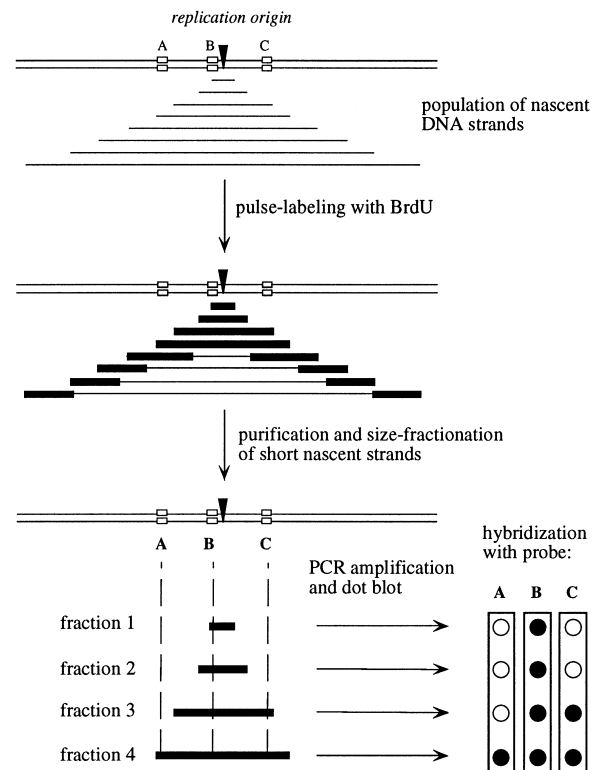 replication origin
A B C
population of nascent
DNA strands
pulse-labeling with BrdU
purification and size-fractionation
of short nascent strands
A B C
hybridization
with probe:
PCR amplification
and dot blot
A B C
fraction 1
fraction 2
fraction 3
fraction 4